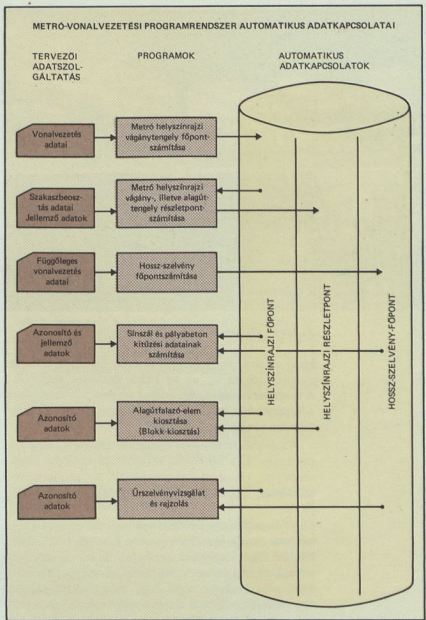 METRÓ-VONALVEZETÉSI PROGRAMRENDSZER AUTOMATIKUS ADATKAPCSOLATAI
TERVEZŐI
ADATSZOL-
GÁLTATÁS
PROGRAMOK
AUTOMATIKUS
ADATKAPCSOLATOK
Vonalvezetés
adatai
Metró helyszínrajzi
vágánytengely főpont-
számítása
Szakaszbeosz-
tás adatai
Jellemző adatok
Metró helyszínrajzi
vágány-, illetve alagút-
tengely részletpont-
számítása
Függőleges
vonalvezetés
adatai
Hossz-szelvény
főpontszámítása
Azonosító és
jellemző
adatok
Sínszál és pályabeton
kitűzési adatainak
számítása
Azonosító
adatok
Alagútfalazó-elem
kiosztása
(Blokk-kiosztás)
Azonosító
adatok
Űrszelvényvizsgálat
és rajzolás
HELYSZÍNRAJZI FŐPONT
HELYSZÍNRAJZI RÉSZLETPONT
HOSSZ-SZELVÉNY-FŐPONT